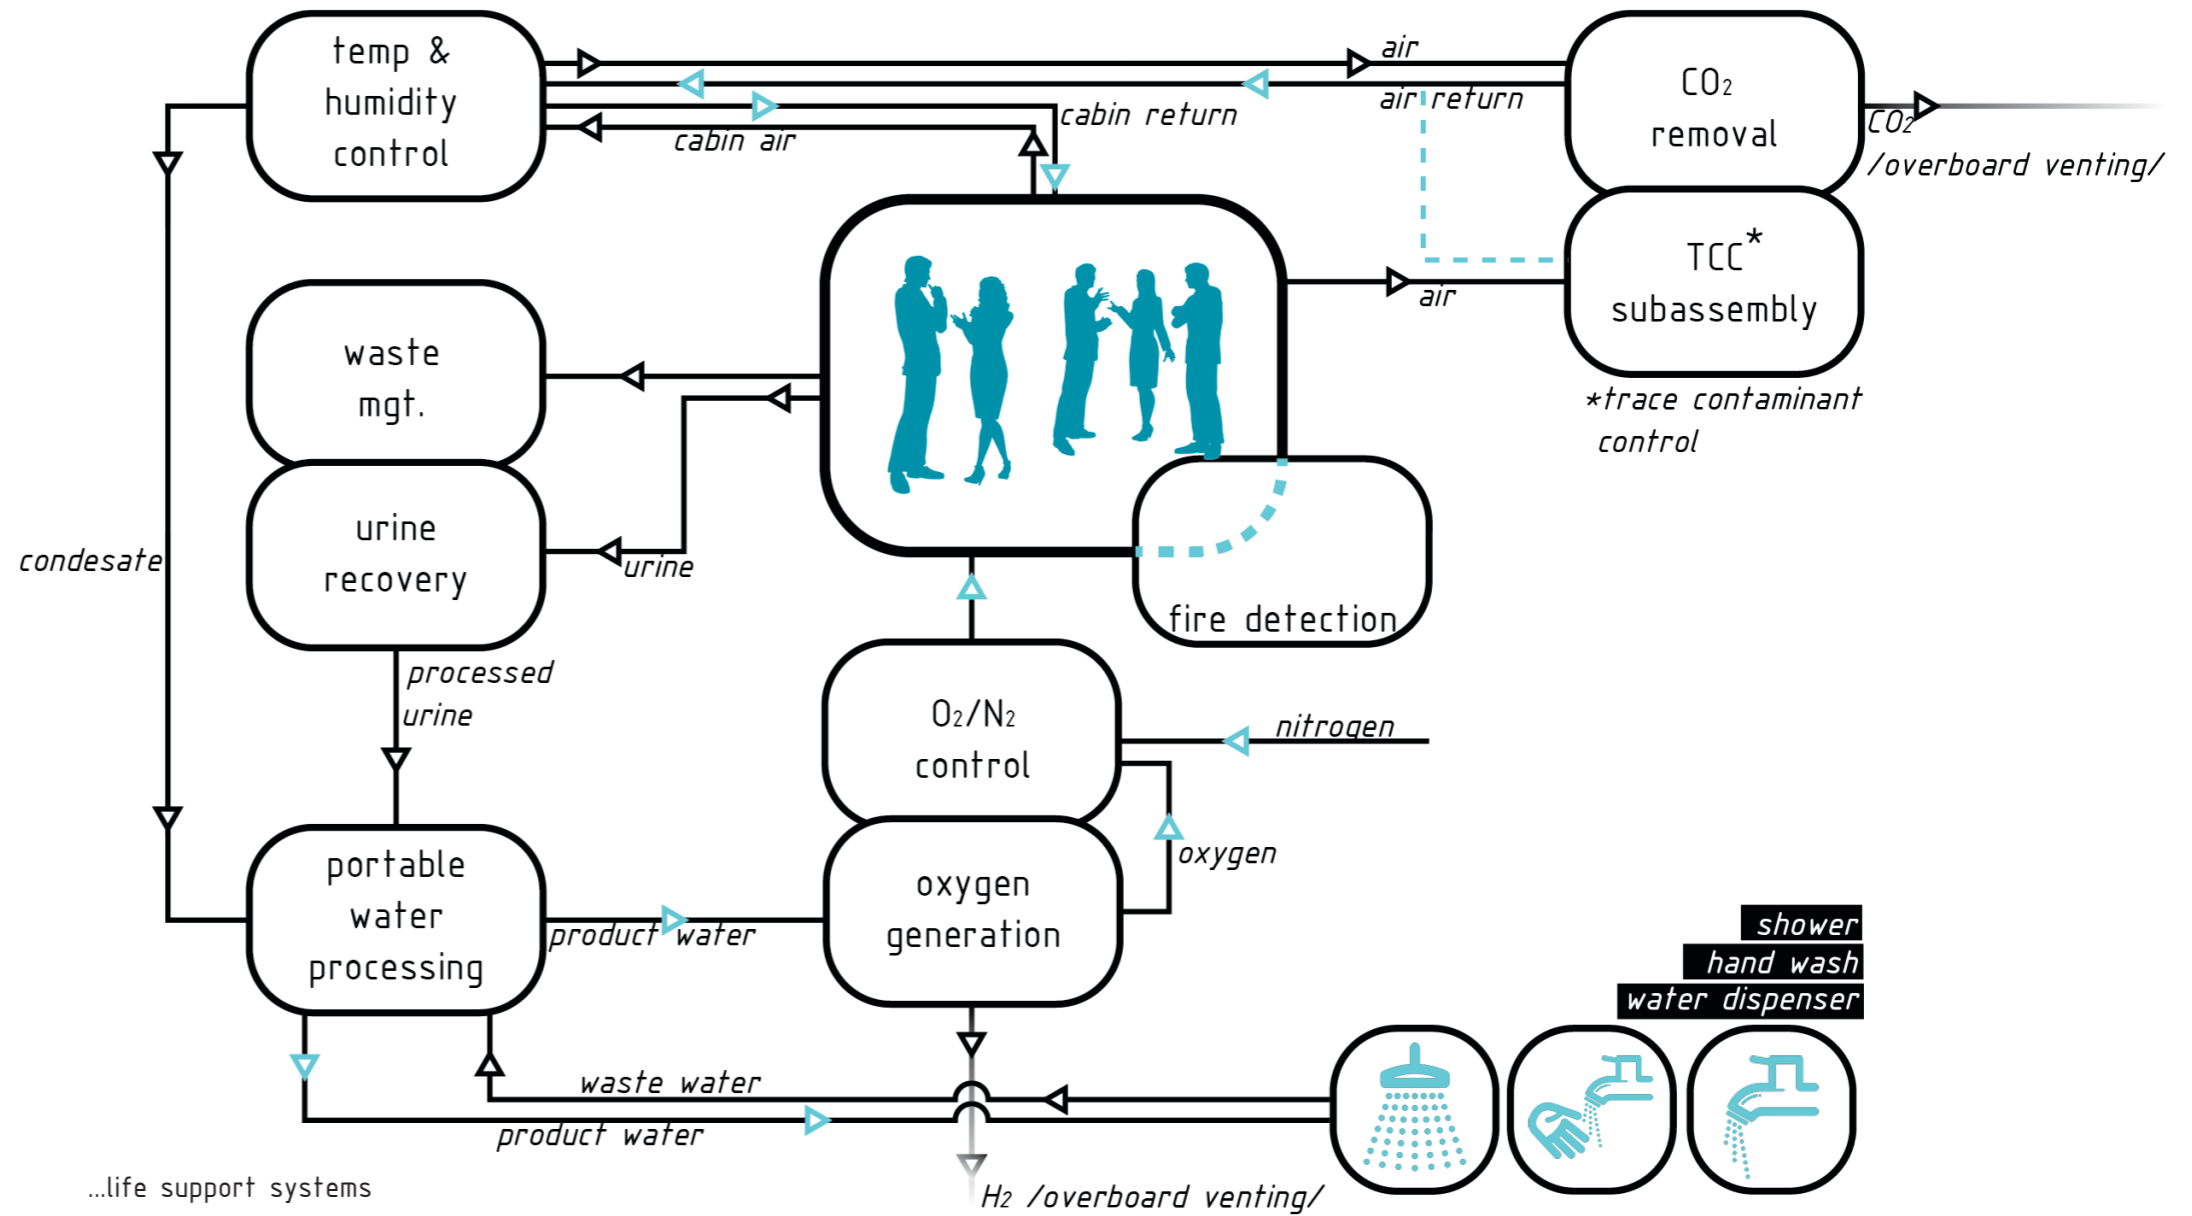 temp &
humidity
control
air
air return
cabin return
cabin air
CO₂
removal
CO₂
/overboard venting/
TCC*
subassembly
air
*trace contaminant
control
waste
mgt.
urine
recovery
urine
condesate
processed
urine
fire detection
O₂/N₂
control
nitrogen
oxygen
oxygen
generation
portable
water
processing
product water
shower
hand wash
water dispenser
waste water
product water
H₂ /overboard venting/
...life support systems